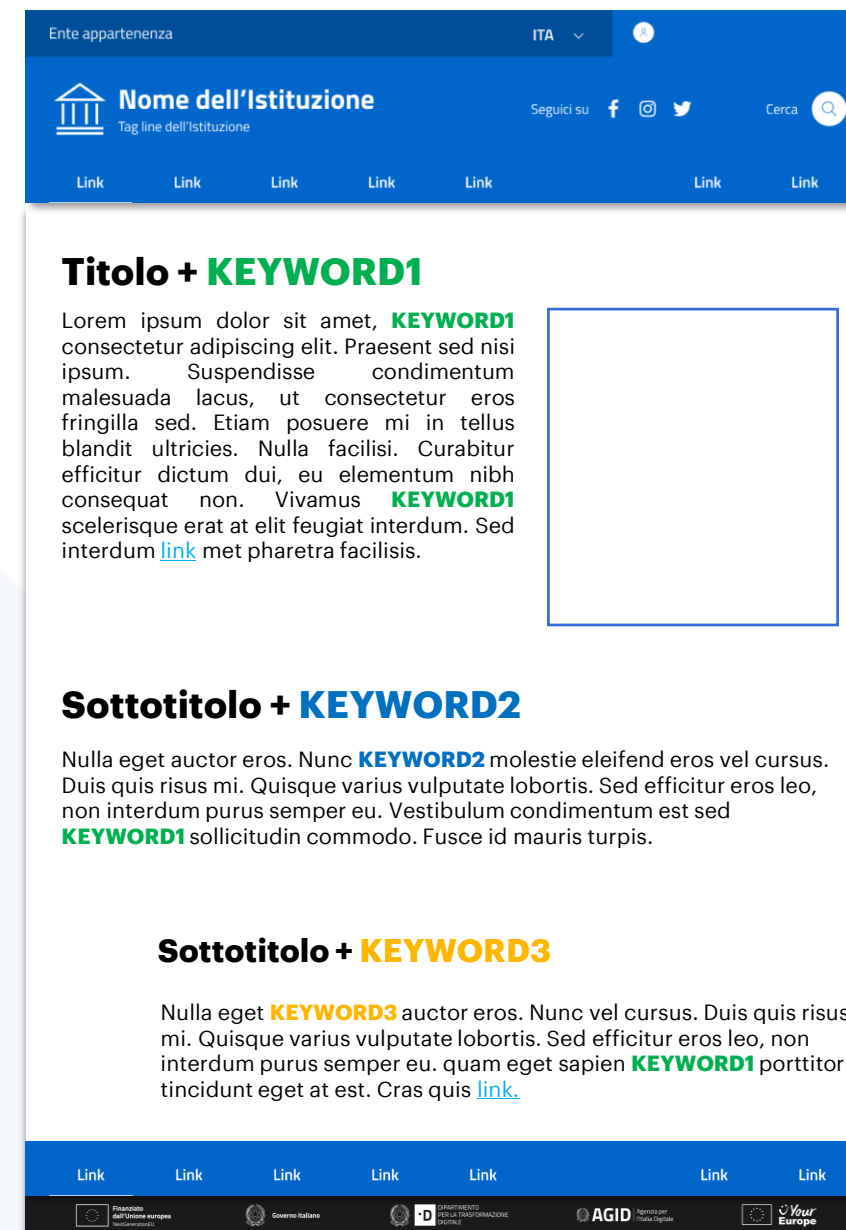 Ente appartenenza ITA
Nome dell'Istituzione
Tag line dell'Istituzione
Seguici su Cerca
Link Link Link Link Link Link Link
Titolo + KEYWORD1
Lorem ipsum dolor sit amet, KEYWORD1
consectetur adipiscing elit. Praesent sed nisi
ipsum. Suspendisse condimentum
malesuada lacus, ut consectetur eros
fringilla sed. Etiam posuere mi in tellus
blandit ultricies. Nulla facilisi. Curabitur
efficitur dictum dui, eu elementum nibh
consequat non. Vivamus KEYWORD1
scelerisque erat at elit feugiat interdum. Sed
interdum link met pharetra facilisis.
Sottotitolo + KEYWORD2
Nulla eget auctor eros. Nunc KEYWORD2 molestie eleifend eros vel cursus.
Duis quis risus mi. Quisque varius vulputate lobortis. Sed efficitur eros leo,
non interdum purus semper eu. Vestibulum condimentum est sed
KEYWORD1 sollicitudin commodo. Fusce id mauris turpis.
Sottotitolo + KEYWORD3
Nulla eget KEYWORD3 auctor eros. Nunc vel cursus. Duis quis risus
mi. Quisque varius vulputate lobortis. Sed efficitur eros leo, non
interdum purus semper eu. quam eget sapien KEYWORD1 porttitor
tincidunt eget at est. Cras quis link.
Link Link Link Link Link Link Link
Finanziato
dall'Unione europea
NextGenerationEU
Governo Italiano
·D
DIPARTIMENTO
PER LA TRASFORMAZIONE
DIGITALE
AGID
Agenzia per
l'Italia Digitale
Your
Europe